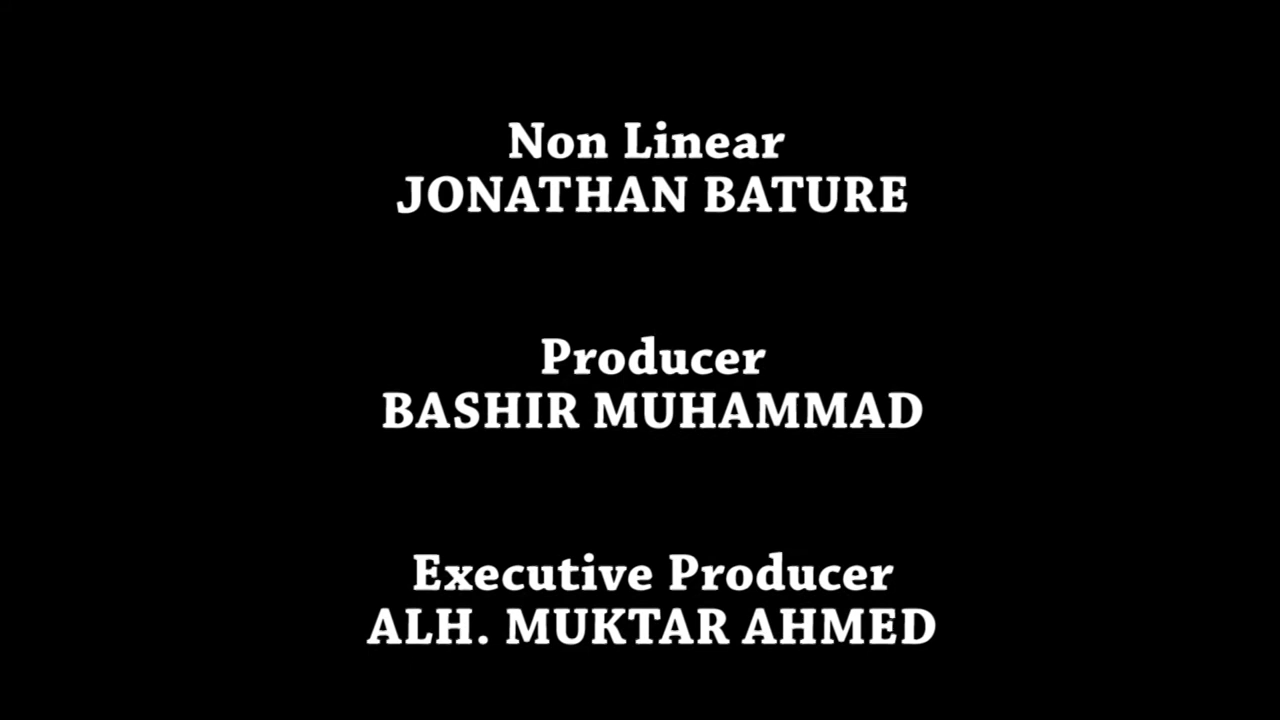 Non Linear
JONATHAN BATURE
Producer
BASHIR MUHAMMAD
Executive Producer
ALH. MUKTAR AHMED